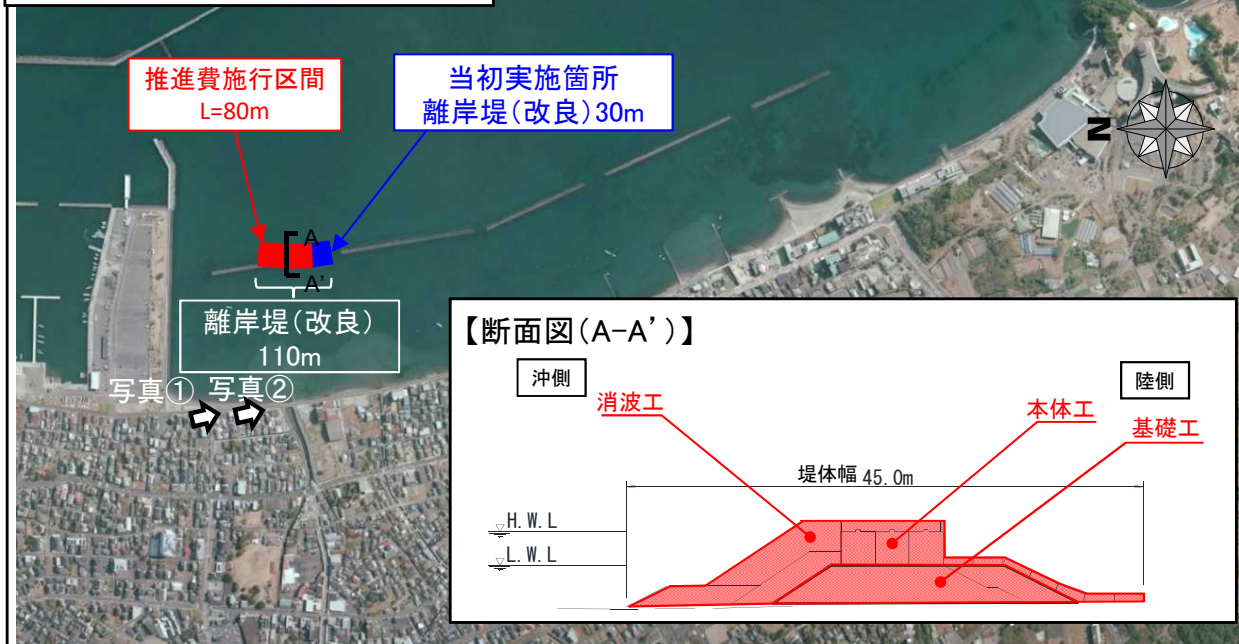 推進費施行区間
L=80m
当初実施箇所
離岸堤(改良)30m
N
A
A'
離岸堤(改良)
110m
写真① 写真②
【断面図(A-A')】
沖側
陸側
消波工
本体工
基礎工
堤体幅 45.0m
H.W.L
L.W.L